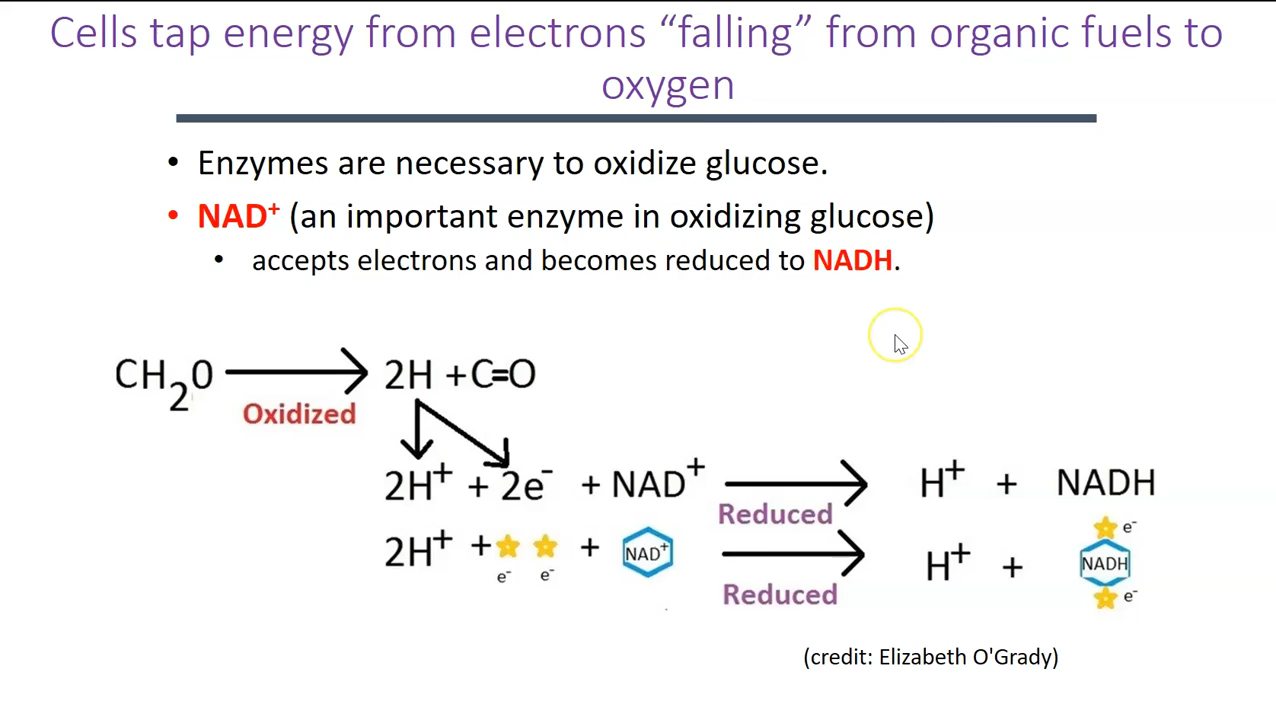 Cells tap energy from electrons “falling” from organic fuels to
oxygen
• Enzymes are necessary to oxidize glucose.
• NAD⁺ (an important enzyme in oxidizing glucose)
• accepts electrons and becomes reduced to NADH.
CH₂O 2H + C=O
Oxidized
2H⁺ + 2e⁻ + NAD⁺ H⁺ + NADH
Reduced
2H⁺ + + NAD⁺ H⁺ + NADH
e⁻ e⁻ e⁻ e⁻
Reduced
(credit: Elizabeth O'Grady)